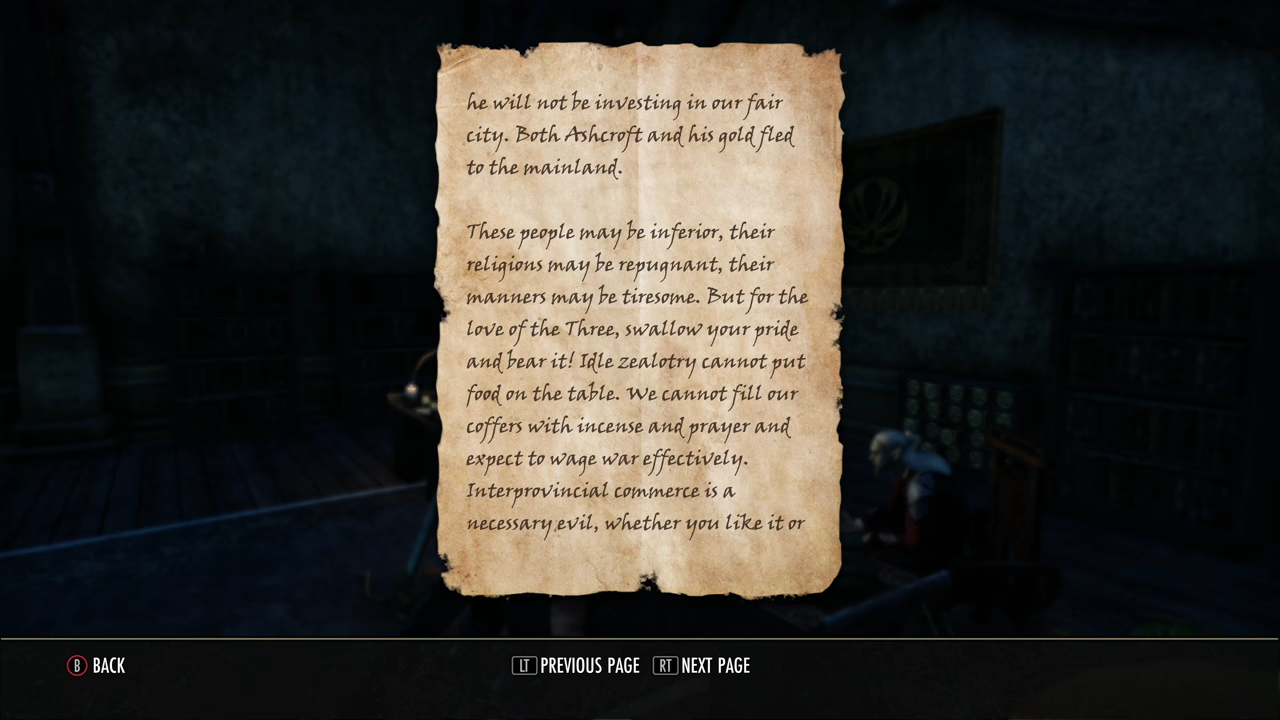 he will not be investing in our fair
city. Both Ashcroft and his gold fled
to the mainland.
These people may be inferior, their
religions may be repugnant, their
manners may be tiresome. But for the
love of the Three, swallow your pride
and bear it! Idle zealotry cannot put
food on the table. We cannot fill our
coffers with incense and prayer and
expect to wage war effectively.
Interprovincial commerce is a
necessary evil, whether you like it or
B BACK
LT PREVIOUS PAGE RT NEXT PAGE